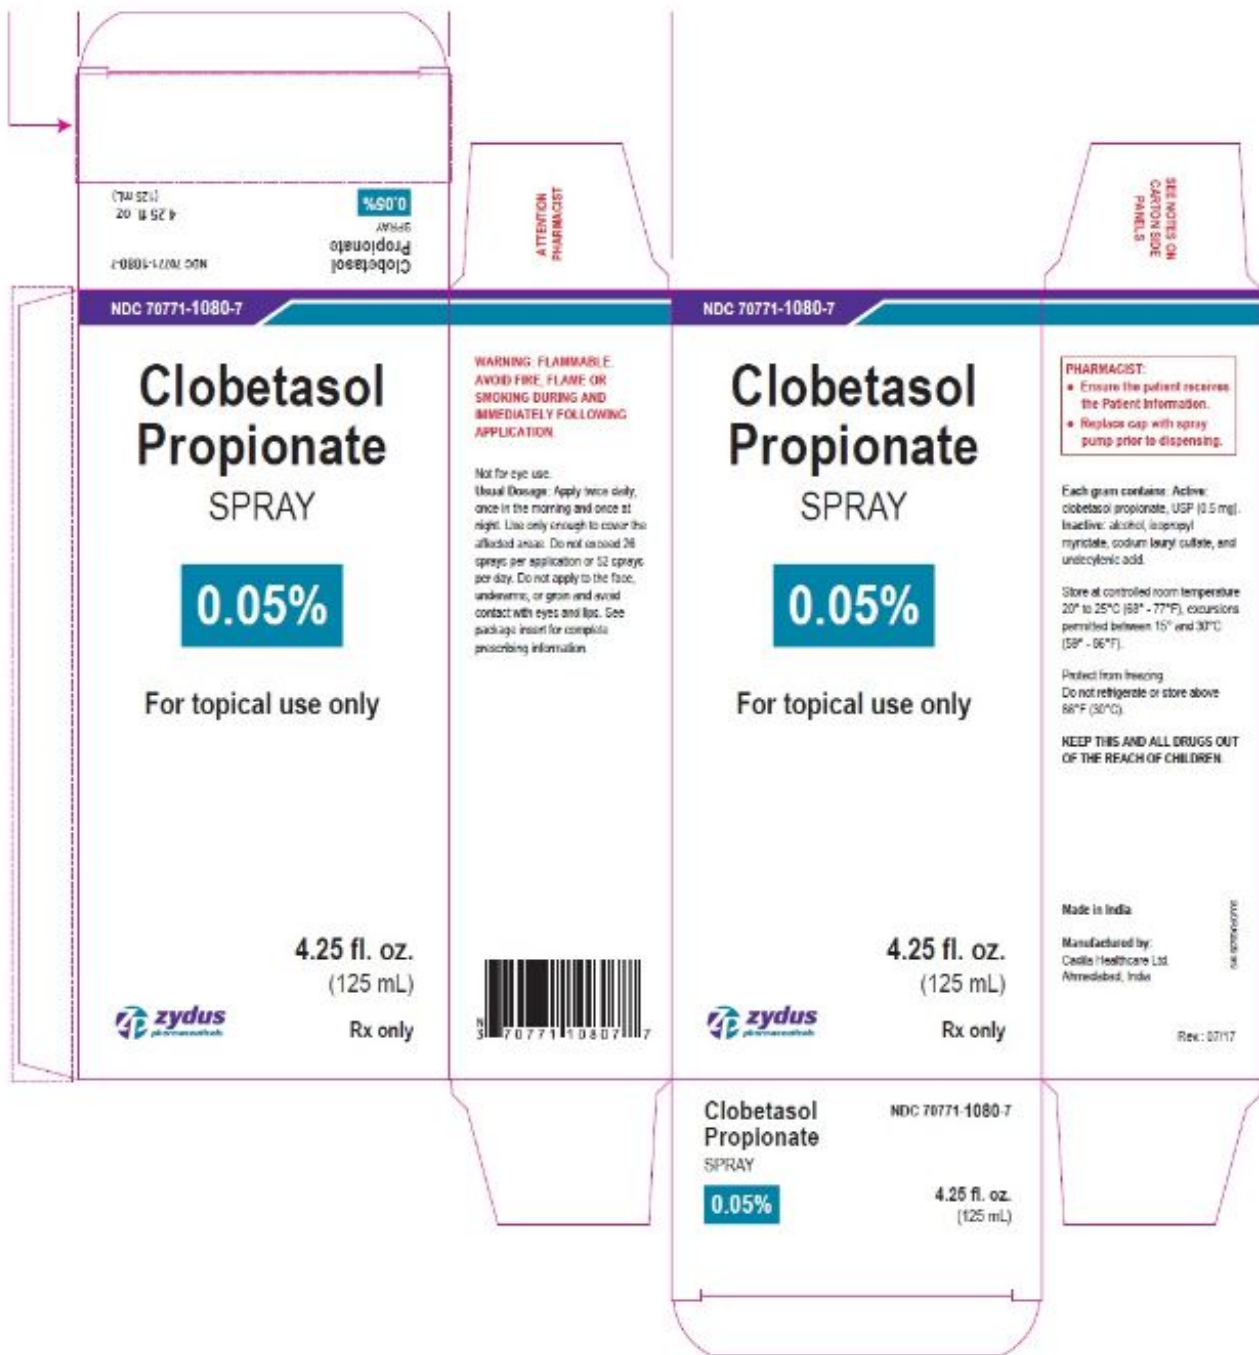 4.25 fl. oz
(125 mL)
NDC 70771-1080-7
Clobetasol
Propionate
SPRAY
0.05%
ATTENTION
PHARMACIST
SEE NOTES ON
CARTON SIDE
PANELS
NDC 70771-1080-7
Clobetasol
Propionate
SPRAY
0.05%
For topical use only
4.25 fl. oz.
(125 mL)
zydus
pharmaceuticals
Rx only
WARNING: FLAMMABLE.
AVOID FIRE, FLAME OR
SMOKING DURING AND
IMMEDIATELY FOLLOWING
APPLICATION.
Not for eye use.
Usual Dosage: Apply twice daily,
once in the morning and once at
night. Use only enough to cover the
affected areas. Do not exceed 26
sprays per application or 52 sprays
per day. Do not apply to the face,
underarms, or groin and avoid
contact with eyes and lips. See
package insert for complete
prescribing information.
N
3 70771 10807 7
NDC 70771-1080-7
Clobetasol
Propionate
SPRAY
0.05%
For topical use only
4.25 fl. oz.
(125 mL)
zydus
pharmaceuticals
Rx only
PHARMACIST:
● Ensure the patient receives
the Patient Information.
● Replace cap with spray
pump prior to dispensing.
Each gram contains: Active:
clobetasol propionate, USP (0.5 mg).
Inactive: alcohol, isopropyl
myristate, sodium lauryl sulfate, and
undecylenic acid.
Store at controlled room temperature
20° to 25°C (68° - 77°F), excursions
permitted between 15° and 30°C
(59° - 86°F).
Protect from freezing.
Do not refrigerate or store above
86°F (30°C).
KEEP THIS AND ALL DRUGS OUT
OF THE REACH OF CHILDREN.
Made in India
Manufactured by:
Cadila Healthcare Ltd.
Ahmedabad, India
Rev.: 07/17
Clobetasol
Propionate
SPRAY
0.05%
NDC 70771-1080-7
4.25 fl. oz.
(125 mL)